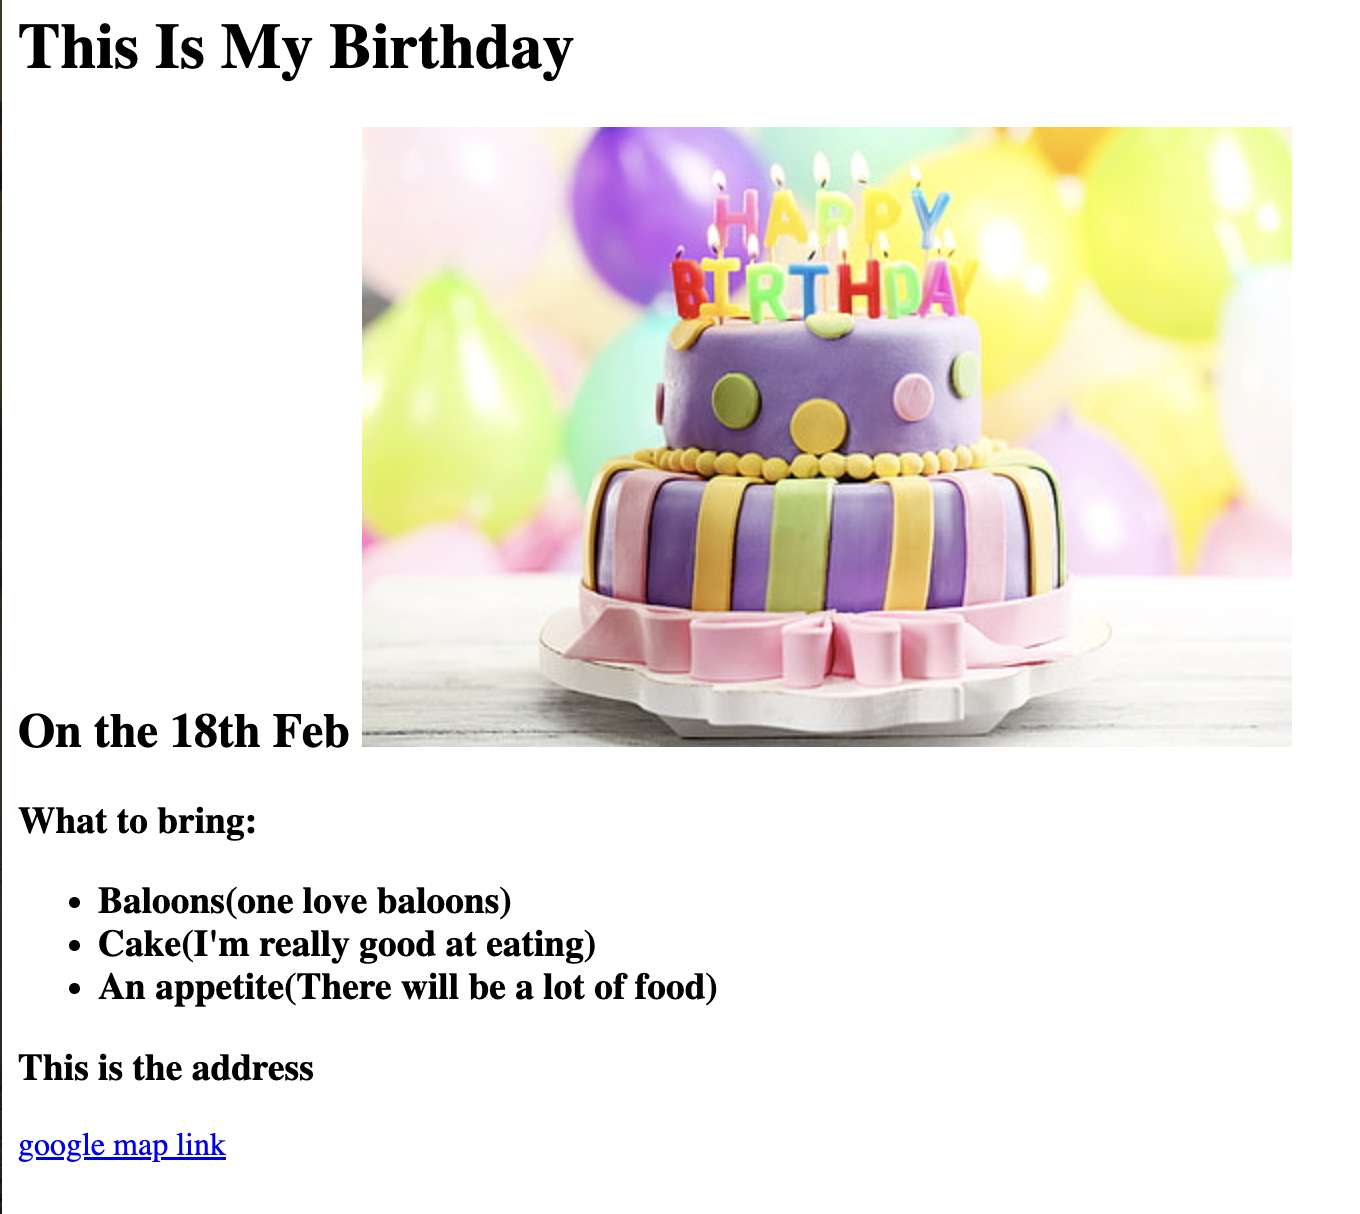 This Is My Birthday
HAPPY
BIRTHDAY
On the 18th Feb
What to bring:
Baloons(one love baloons)
Cake(I'm really good at eating)
An appetite(There will be a lot of food)
This is the address
google map link